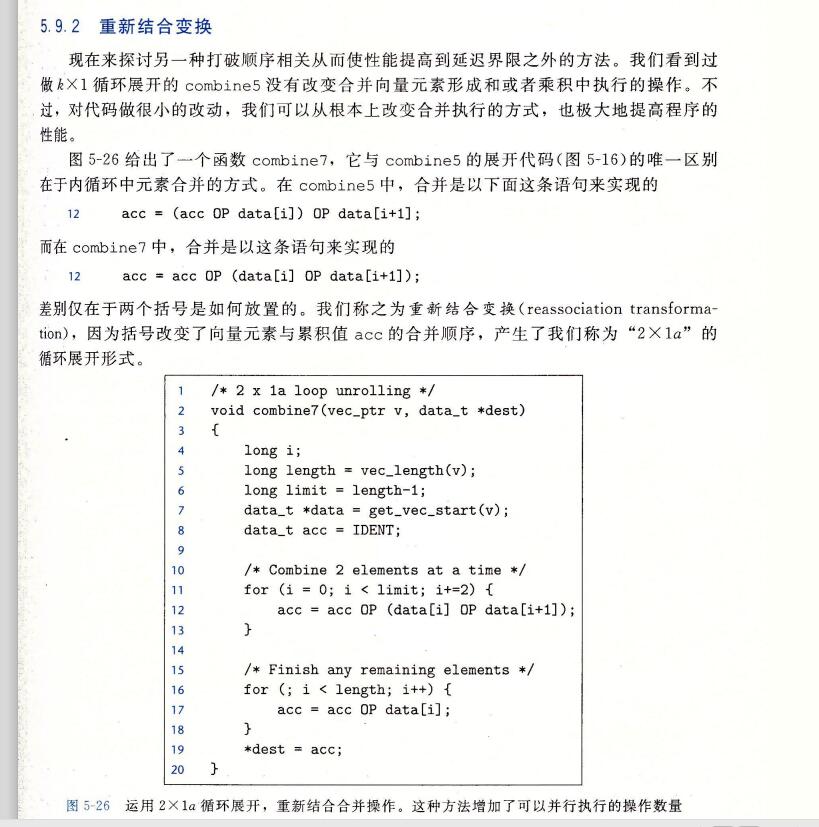 5.9.2 重新结合变换
现在来探讨另一种打破顺序相关从而使性能提高到延迟界限之外的方法。我们看到过
做 k×1 循环展开的 combine5 没有改变合并向量元素形成和或者乘积中执行的操作。不
过，对代码做很小的改动，我们可以从根本上改变合并执行的方式，也极大地提高程序的
性能。
图 5-26 给出了一个函数 combine7，它与 combine5 的展开代码(图 5-16)的唯一区别
在于内循环中元素合并的方式。在 combine5 中，合并是以下面这条语句来实现的
12 acc = (acc OP data[i]) OP data[i+1];
而在 combine7 中，合并是以这条语句来实现的
12 acc = acc OP (data[i] OP data[i+1]);
差别仅在于两个括号是如何放置的。我们称之为重新结合变换(reassociation transforma-
tion)，因为括号改变了向量元素与累积值 acc 的合并顺序，产生了我们称为“2×1a”的
循环展开形式。
1 /* 2 x 1a loop unrolling */
2 void combine7(vec_ptr v, data_t *dest)
3 {
4 long i;
5 long length = vec_length(v);
6 long limit = length-1;
7 data_t *data = get_vec_start(v);
8 data_t acc = IDENT;
9
10 /* Combine 2 elements at a time */
11 for (i = 0; i < limit; i+=2) {
12 acc = acc OP (data[i] OP data[i+1]);
13 }
14
15 /* Finish any remaining elements */
16 for (; i < length; i++) {
17 acc = acc OP data[i];
18 }
19 *dest = acc;
20 }
图 5-26 运用 2×1a 循环展开，重新结合合并操作。这种方法增加了可以并行执行的操作数量